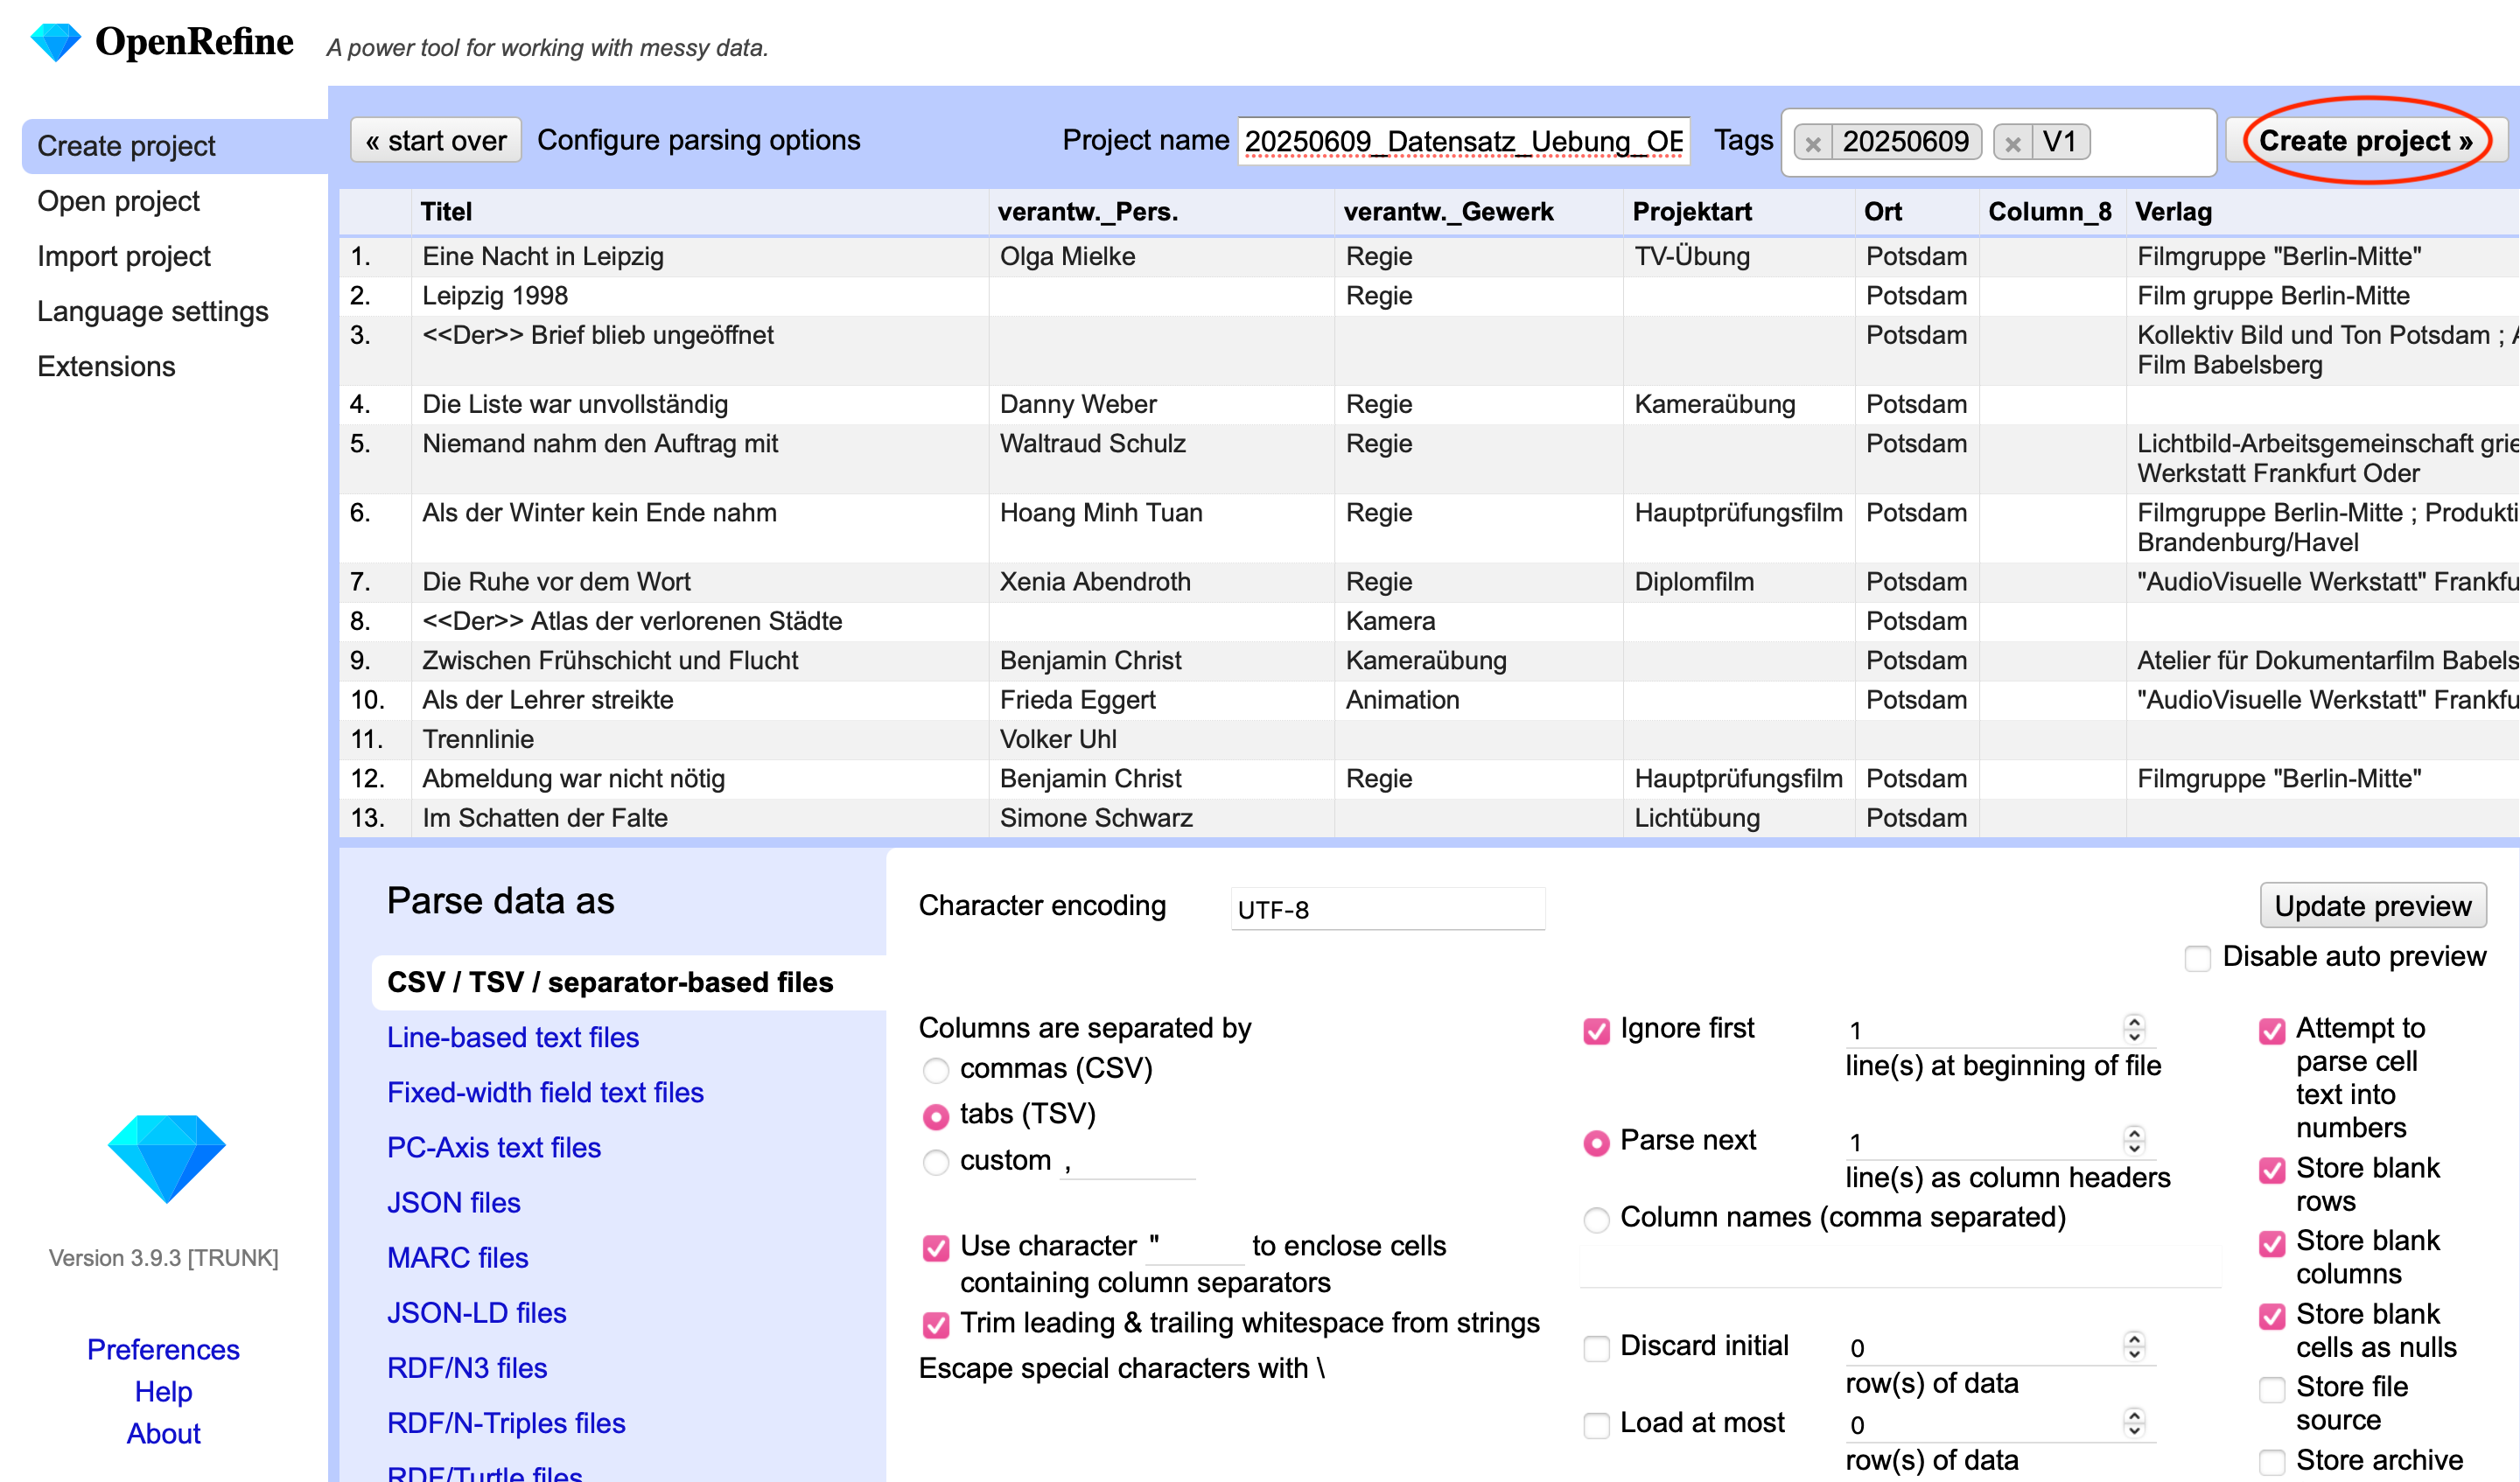 OpenRefine A power tool for working with messy data.
Create project
Open project
Import project
Language settings
Extensions
« start over Configure parsing options Project name 20250609_Datensatz_Uebung_OE Tags × 20250609 × V1 Create project »
Titel verantw._Pers. verantw._Gewerk Projektart Ort Column_8 Verlag
1. Eine Nacht in Leipzig Olga Mielke Regie TV-Übung Potsdam Filmgruppe "Berlin-Mitte"
2. Leipzig 1998 Regie Potsdam Film gruppe Berlin-Mitte
3. <<Der>> Brief blieb ungeöffnet Potsdam Kollektiv Bild und Ton Potsdam ;
Film Babelsberg
4. Die Liste war unvollständig Danny Weber Regie Kameraübung Potsdam
5. Niemand nahm den Auftrag mit Waltraud Schulz Regie Potsdam Lichtbild-Arbeitsgemeinschaft grie
Werkstatt Frankfurt Oder
6. Als der Winter kein Ende nahm Hoang Minh Tuan Regie Hauptprüfungsfilm Potsdam Filmgruppe Berlin-Mitte ; Produkti
Brandenburg/Havel
7. Die Ruhe vor dem Wort Xenia Abendroth Regie Diplomfilm Potsdam "AudioVisuelle Werkstatt" Frankfu
8. <<Der>> Atlas der verlorenen Städte Kamera Potsdam
9. Zwischen Frühschicht und Flucht Benjamin Christ Kameraübung Potsdam Atelier für Dokumentarfilm Babels
10. Als der Lehrer streikte Frieda Eggert Animation Potsdam "AudioVisuelle Werkstatt" Frankfu
11. Trennlinie Volker Uhl
12. Abmeldung war nicht nötig Benjamin Christ Regie Hauptprüfungsfilm Potsdam Filmgruppe "Berlin-Mitte"
13. Im Schatten der Falte Simone Schwarz Lichtübung Potsdam
Parse data as
CSV / TSV / separator-based files
Line-based text files
Fixed-width field text files
PC-Axis text files
JSON files
MARC files
JSON-LD files
RDF/N3 files
RDF/N-Triples files
RDF/Turtle files
Character encoding UTF-8
Update preview
Disable auto preview
Columns are separated by
commas (CSV)
tabs (TSV)
custom ,
Use character " to enclose cells
containing column separators
Trim leading & trailing whitespace from strings
Escape special characters with \
Ignore first 1
line(s) at beginning of file
Parse next 1
line(s) as column headers
Column names (comma separated)
Discard initial 0
row(s) of data
Load at most 0
row(s) of data
Attempt to
parse cell
text into
numbers
Store blank
rows
Store blank
columns
Store blank
cells as nulls
Store file
source
Store archive
Version 3.9.3 [TRUNK]
Preferences
Help
About